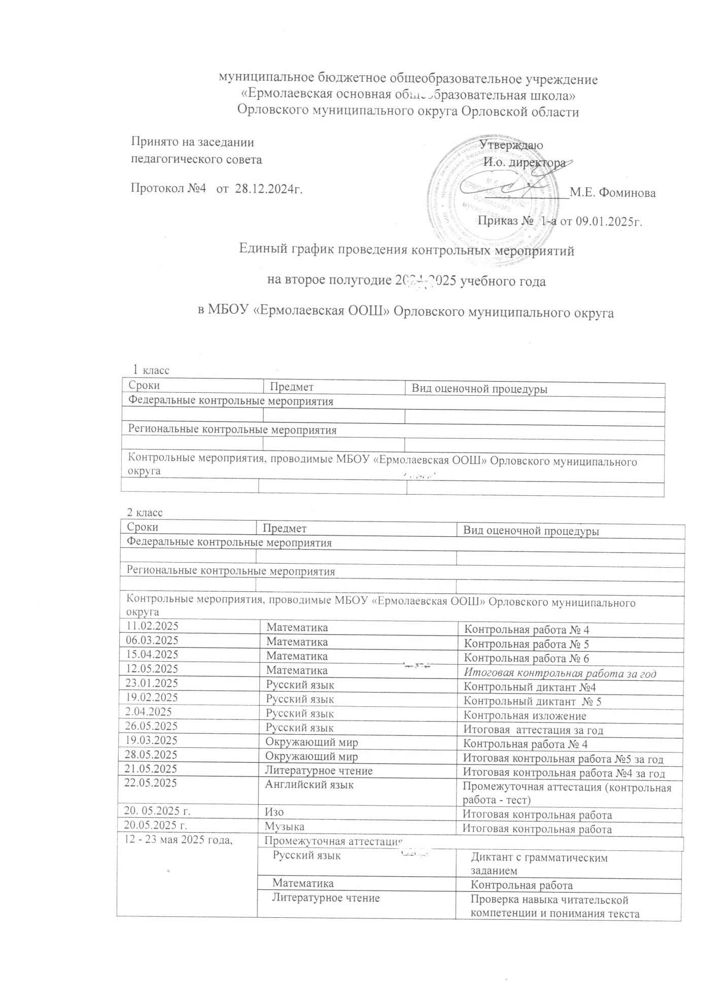 муниципальное бюджетное общеобразовательное учреждение
«Ермолаевская основная общеобразовательная школа»
Орловского муниципального округа Орловской области
Принято на заседании
педагогического совета
Протокол №4 от 28.12.2024г.
Утверждаю
И.о. директора
М.Е. Фоминова
Приказ № 1-а от 09.01.2025г.
ЕРМОЛАЕВСКАЯ ООШ"
Орловского
Единый график проведения контрольных мероприятий
на второе полугодие 2024-2025 учебного года
в МБОУ «Ермолаевская ООШ» Орловского муниципального округа
1 класс
Сроки Предмет Вид оценочной процедуры
Федеральные контрольные мероприятия
Региональные контрольные мероприятия
Контрольные мероприятия, проводимые МБОУ «Ермолаевская ООШ» Орловского муниципального
округа
2 класс
Сроки Предмет Вид оценочной процедуры
Федеральные контрольные мероприятия
Региональные контрольные мероприятия
Контрольные мероприятия, проводимые МБОУ «Ермолаевская ООШ» Орловского муниципального
округа
11.02.2025 Математика Контрольная работа № 4
06.03.2025 Математика Контрольная работа № 5
15.04.2025 Математика Контрольная работа № 6
12.05.2025 Математика Итоговая контрольная работа за год
23.01.2025 Русский язык Контрольный диктант №4
19.02.2025 Русский язык Контрольный диктант № 5
2.04.2025 Русский язык Контрольная изложение
26.05.2025 Русский язык Итоговая аттестация за год
19.03.2025 Окружающий мир Контрольная работа № 4
28.05.2025 Окружающий мир Итоговая контрольная работа №5 за год
21.05.2025 Литературное чтение Итоговая контрольная работа №4 за год
22.05.2025 Английский язык Промежуточная аттестация (контрольная
работа - тест)
20. 05.2025 г. Изо Итоговая контрольная работа
20.05.2025 г. Музыка Итоговая контрольная работа
12 - 23 мая 2025 года, Промежуточная аттестация
Русский язык Диктант с грамматическим
заданием
Математика Контрольная работа
Литературное чтение Проверка навыка читательской
компетенции и понимания текста